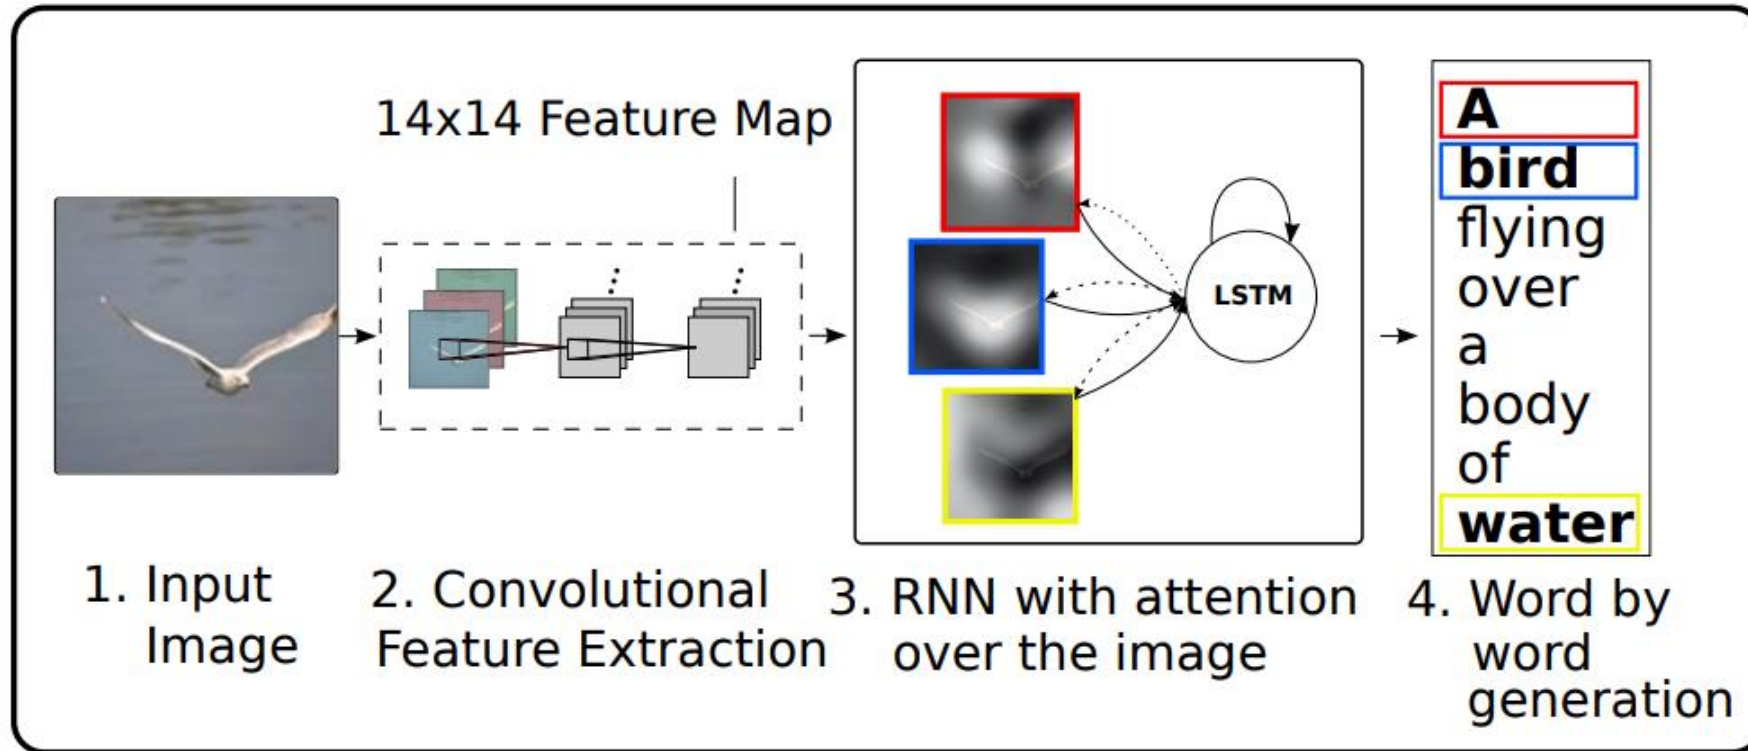 14x14 Feature Map
LSTM
A
bird
flying
over
a
body
of
water
1. Input
Image
2. Convolutional
Feature Extraction
3. RNN with attention
over the image
4. Word by
word
generation